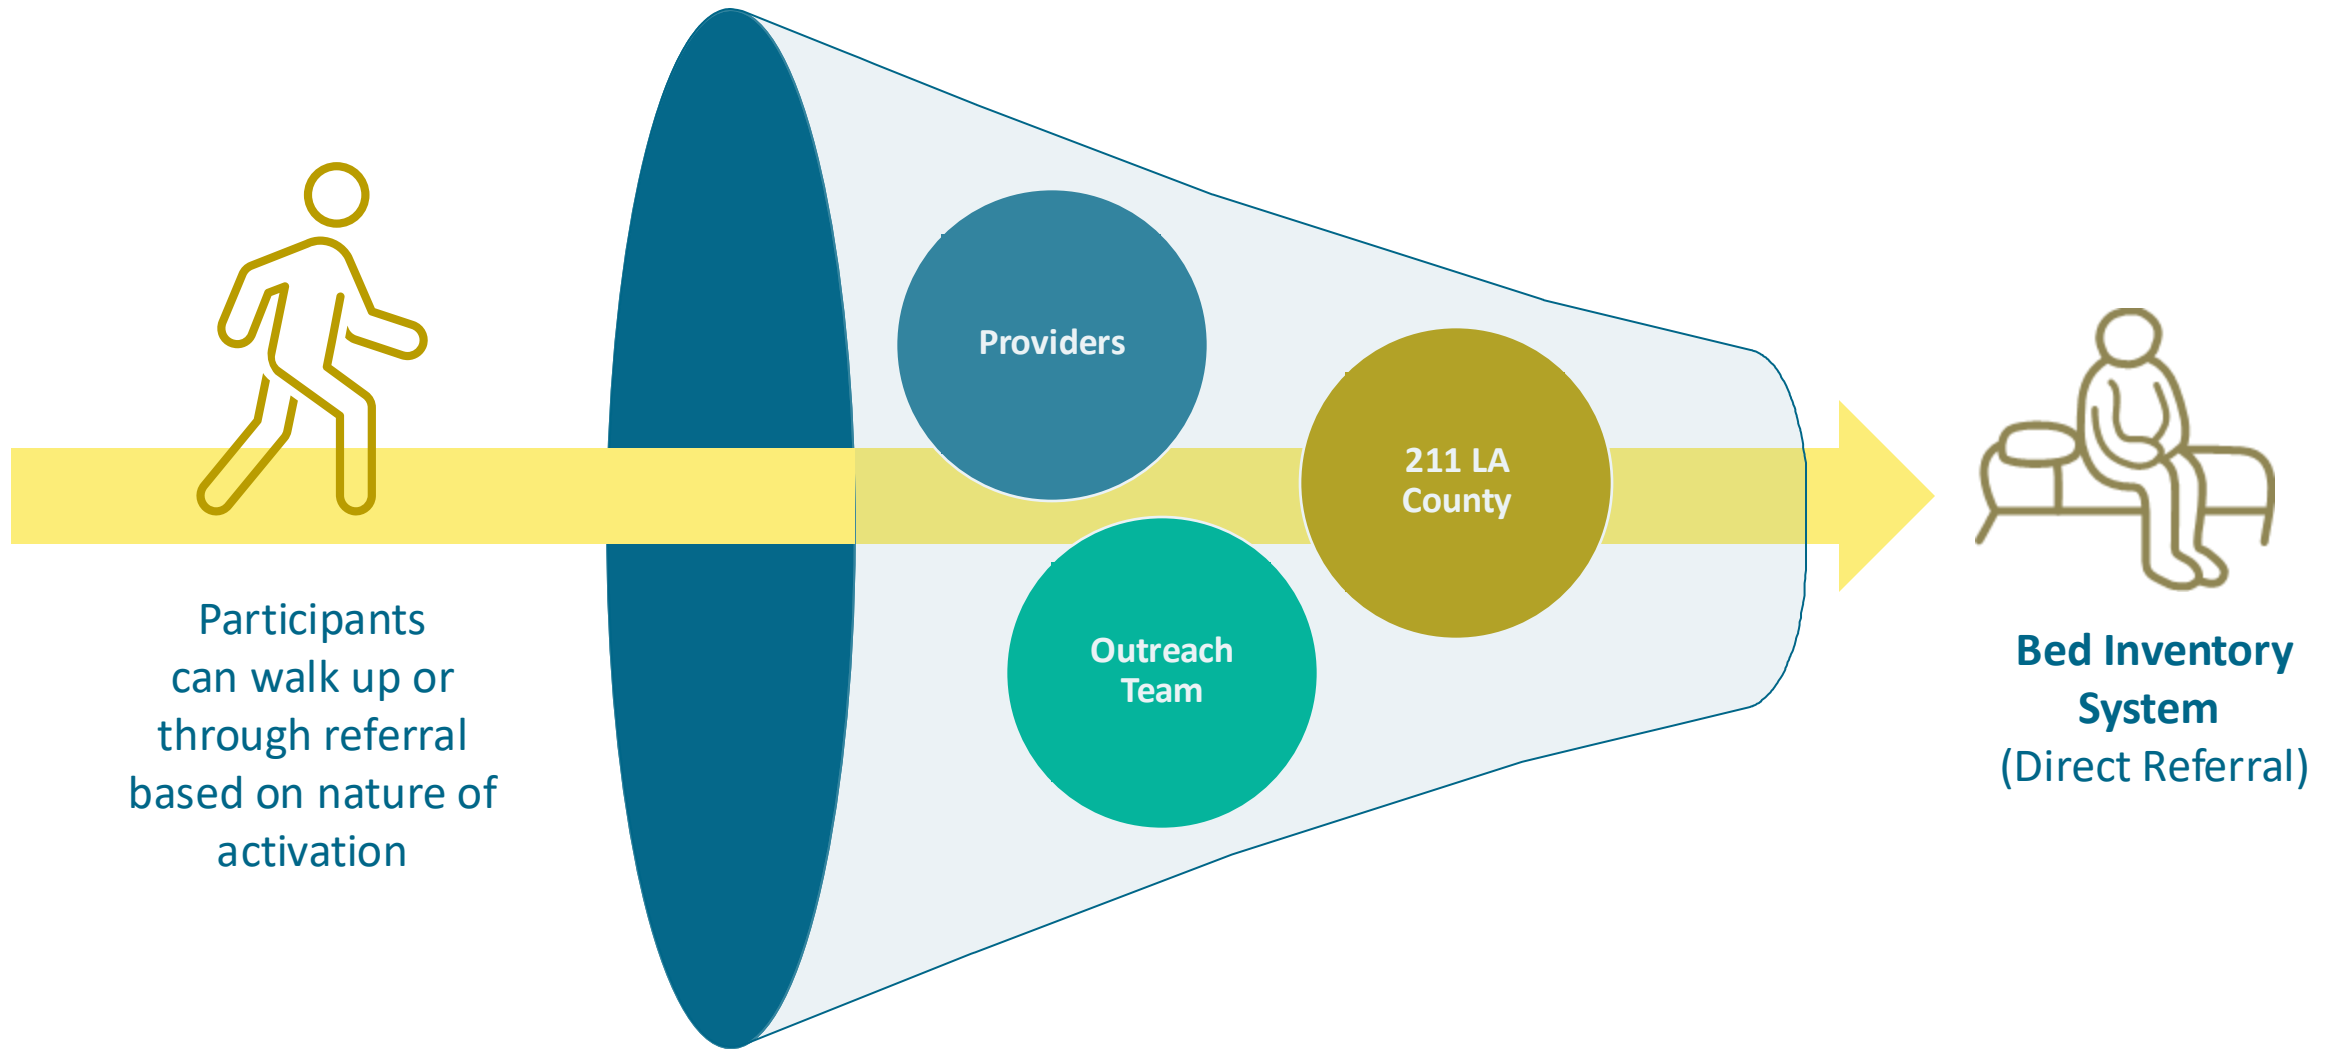 Participants
can walk up or
through referral
based on nature of
activation
Providers
Outreach
Team
211 LA
County
Bed Inventory
System
(Direct Referral)